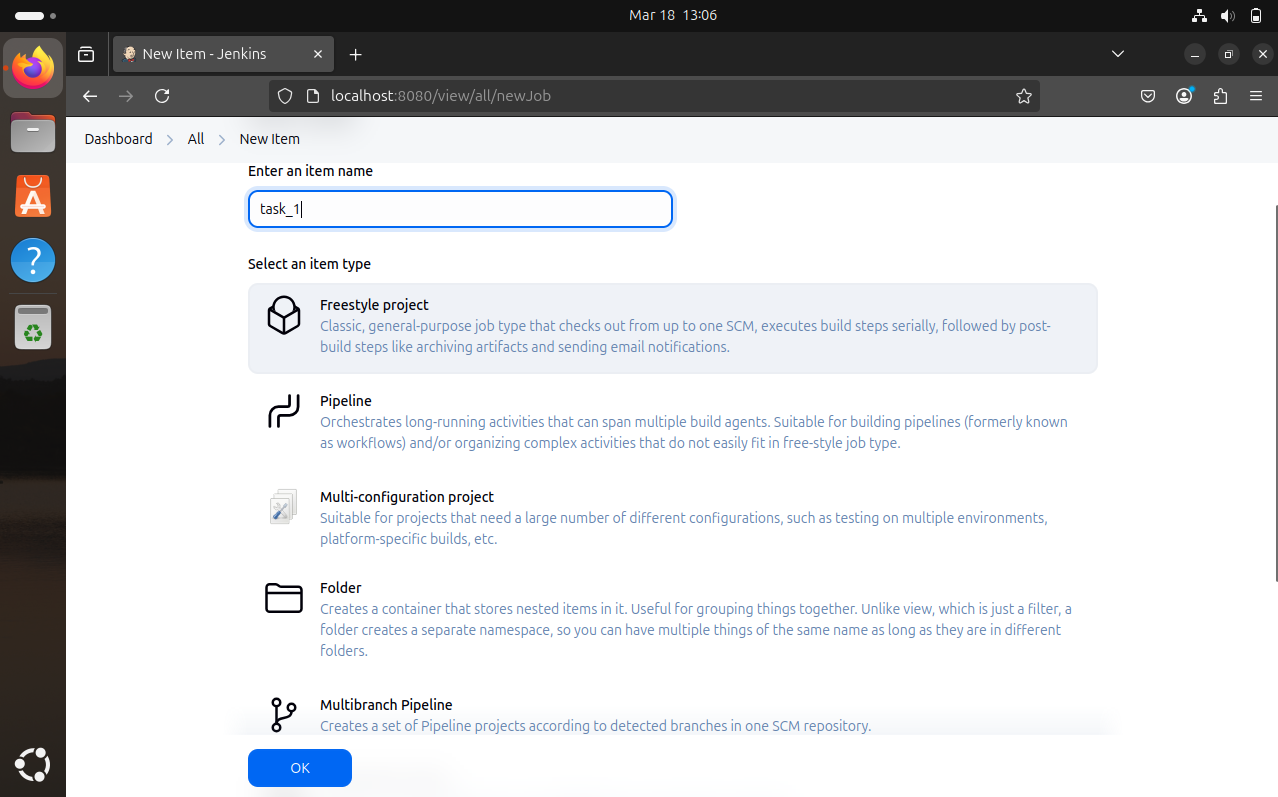 Mar 18 13:06
New Item - Jenkins
localhost:8080/view/all/newJob
Dashboard All New Item
Enter an item name
task_1
Select an item type
Freestyle project
Classic, general-purpose job type that checks out from up to one SCM, executes build steps serially, followed by post-
build steps like archiving artifacts and sending email notifications.
Pipeline
Orchestrates long-running activities that can span multiple build agents. Suitable for building pipelines (formerly known
as workflows) and/or organizing complex activities that do not easily fit in free-style job type.
Multi-configuration project
Suitable for projects that need a large number of different configurations, such as testing on multiple environments,
platform-specific builds, etc.
Folder
Creates a container that stores nested items in it. Useful for grouping things together. Unlike view, which is just a filter, a
folder creates a separate namespace, so you can have multiple things of the same name as long as they are in different
folders.
Multibranch Pipeline
Creates a set of Pipeline projects according to detected branches in one SCM repository.
OK